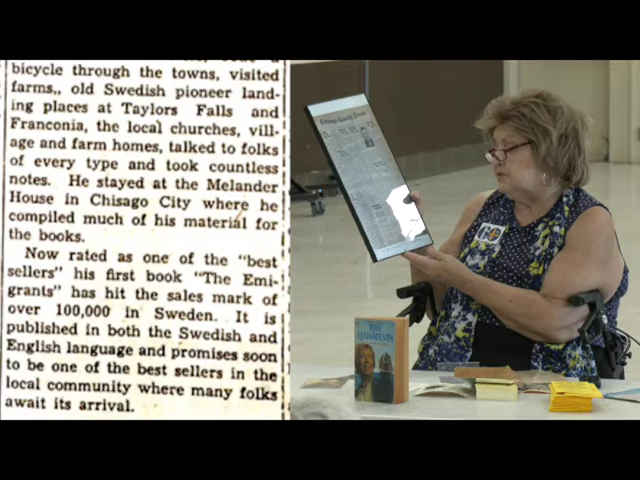 bicycle through the towns, visited
farms,, old Swedish pioneer land-
ing places at Taylors Falls and
Franconia, the local churches, vill-
age and farm homes, talked to folks
of every type and took countless
notes. He stayed at the Melander
House in Chisago City where he
compiled much of his material for
the books.
Now rated as one of the "best
sellers" his first book "The Emi-
grants" has hit the sales mark of
over 100,000 in Sweden. It is
published in both the Swedish and
English language and promises soon
to be one of the best sellers in the
local community where many folks
await its arrival.
Chisago County Press
THE
EMIGRANTS